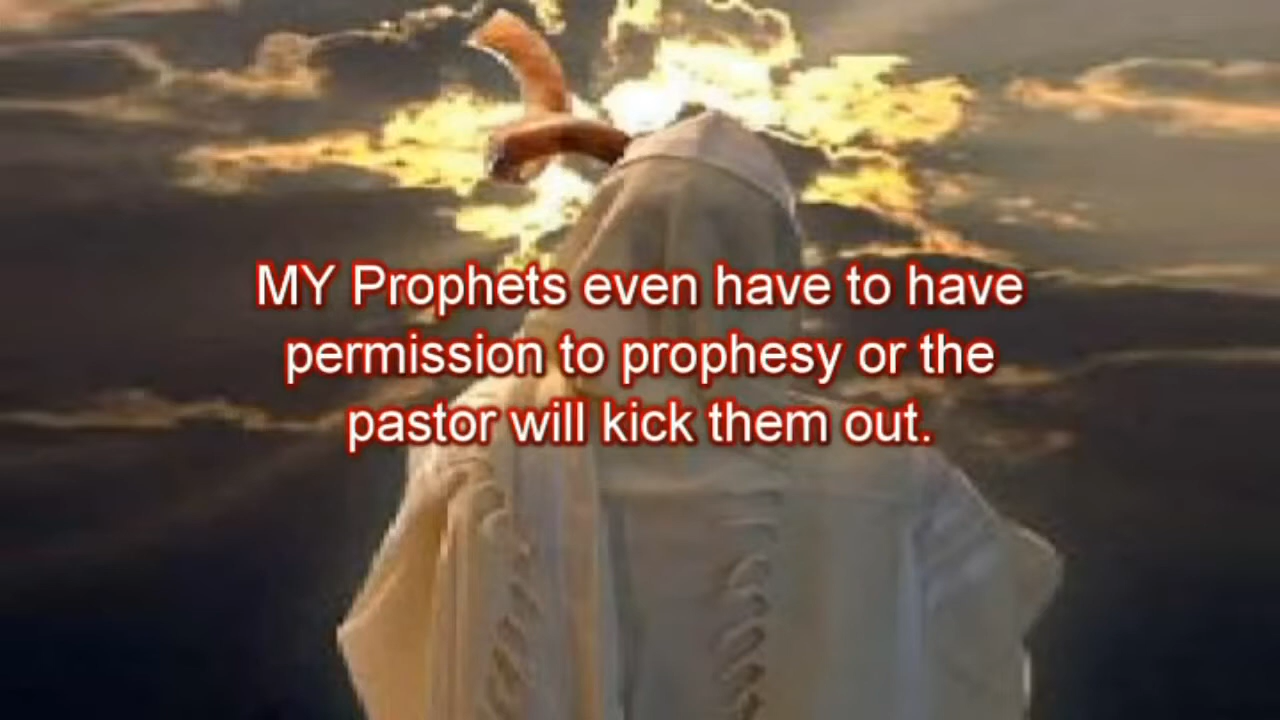 MY Prophets even have to have
permission to prophesy or the
pastor will kick them out.